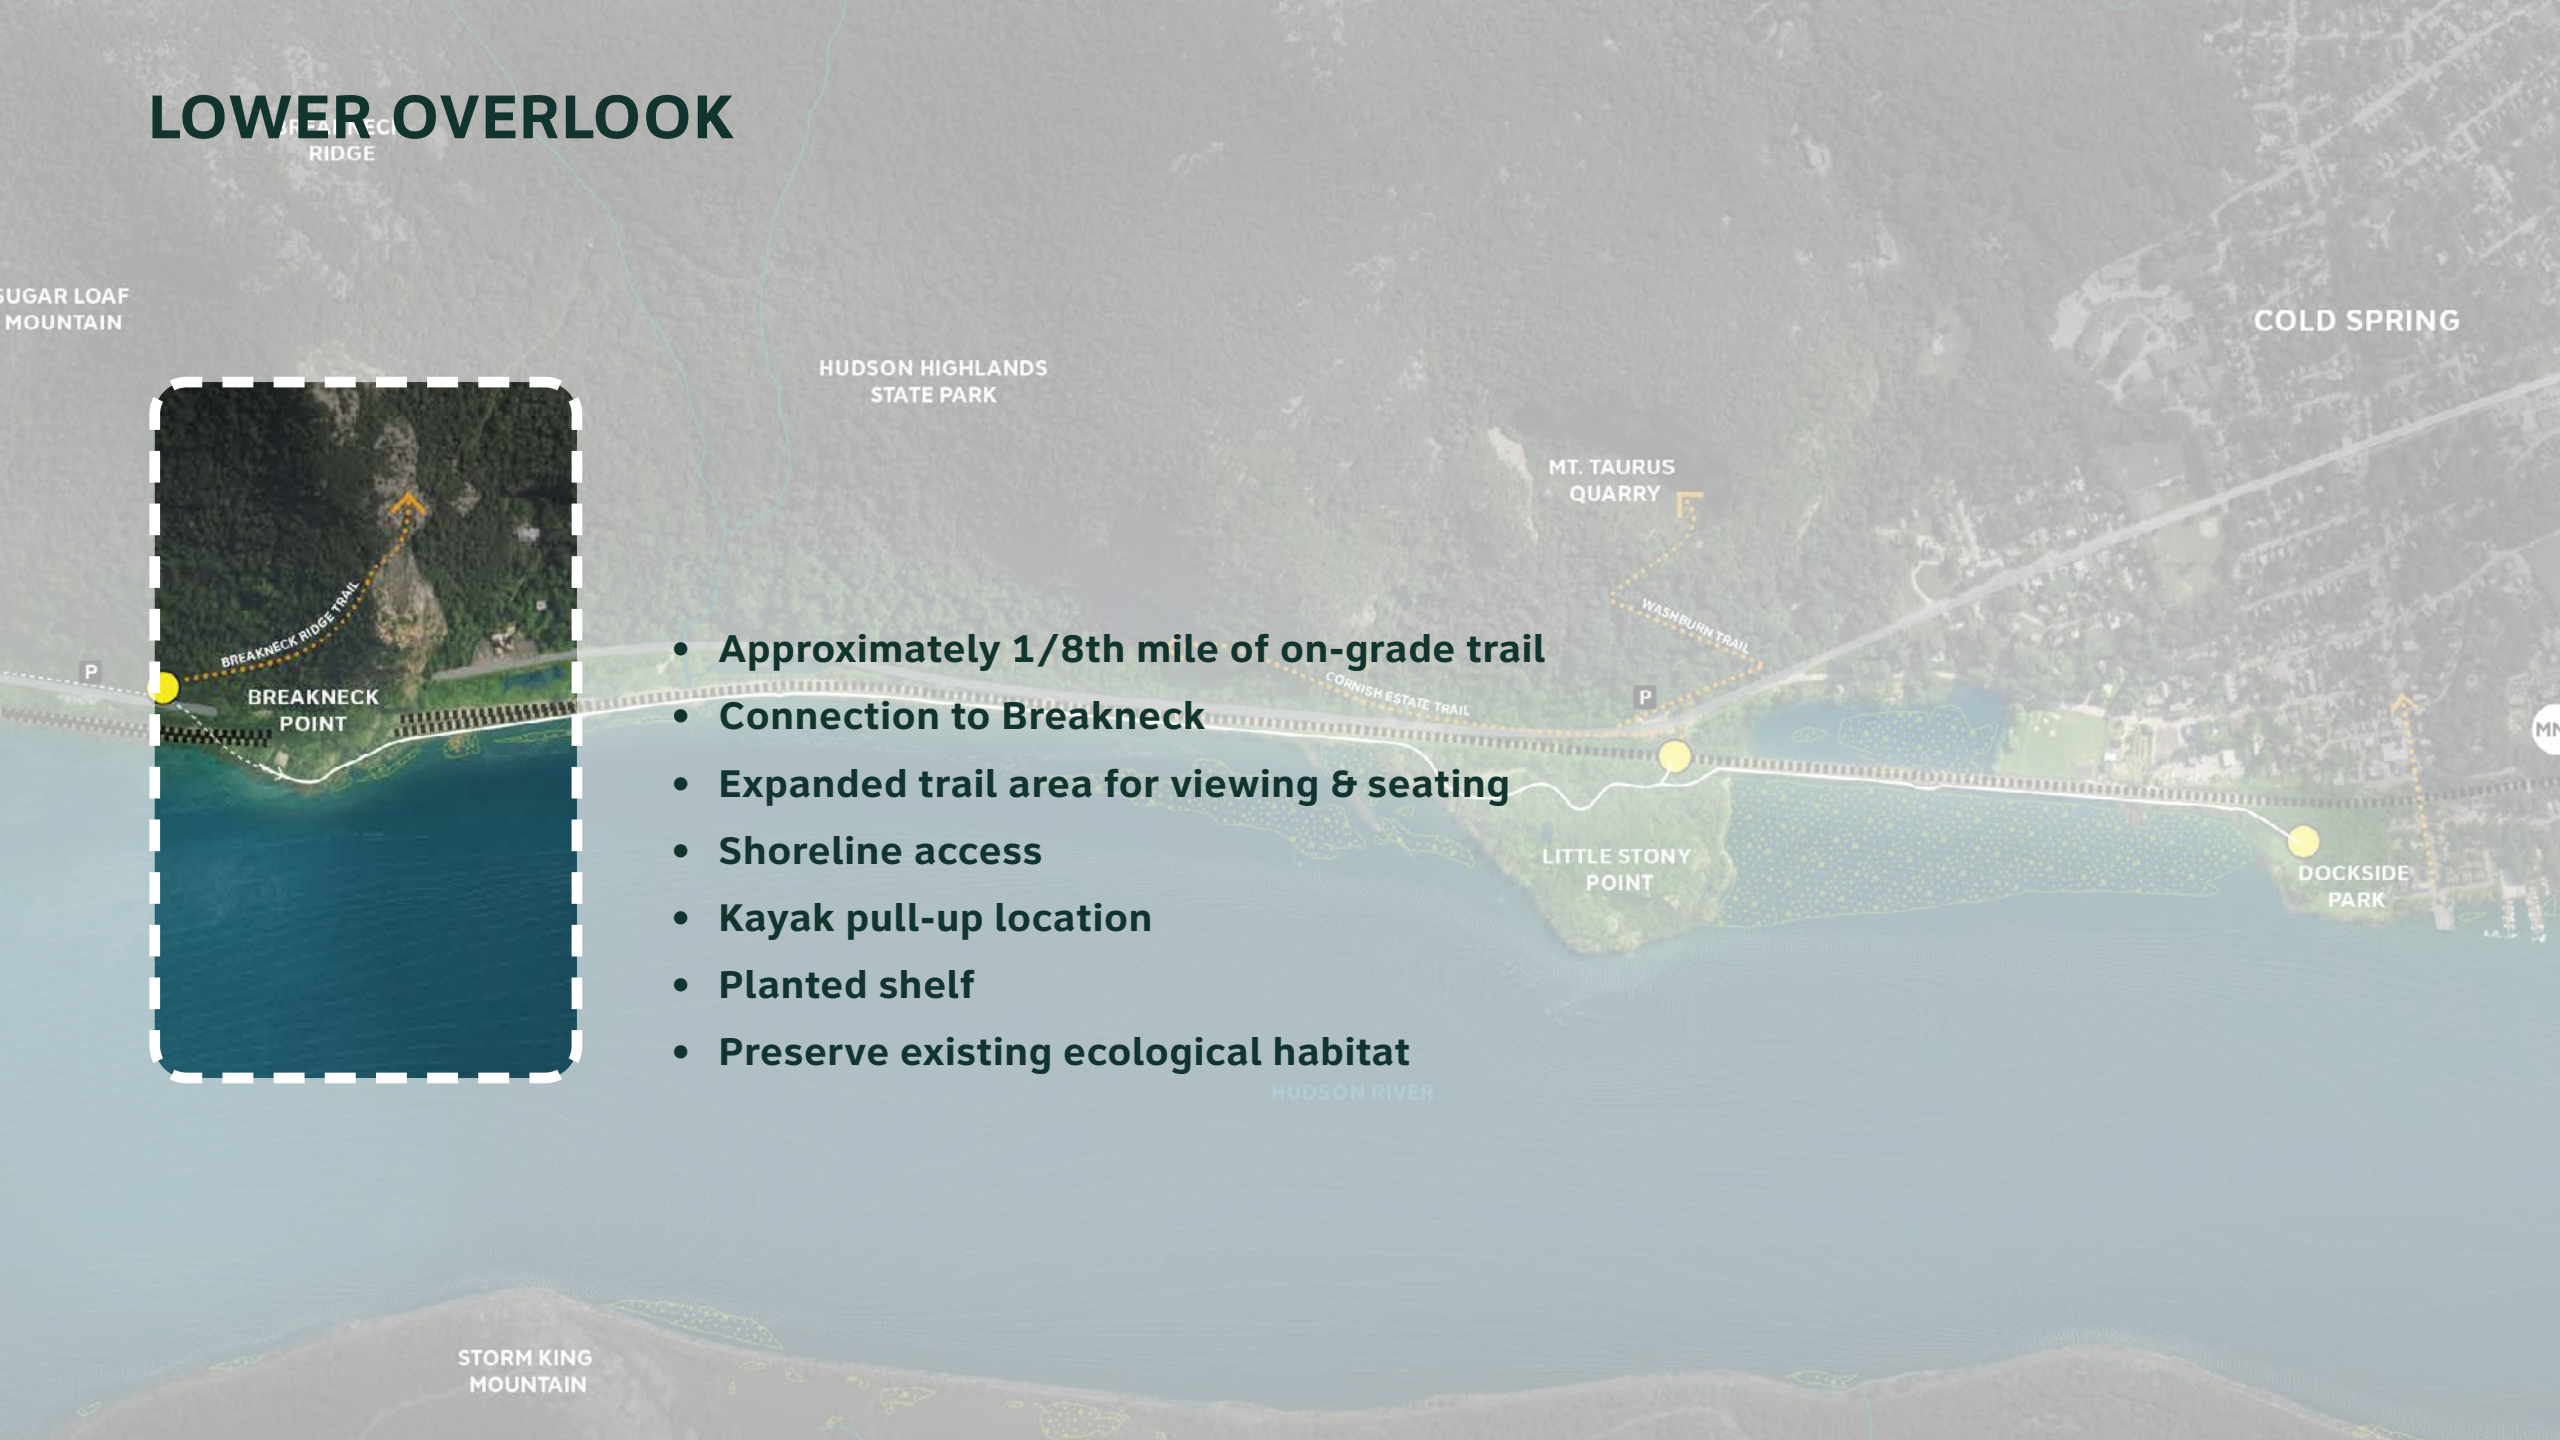 LOWER OVERLOOK
BREAKNECK
RIDGE
SUGAR LOAF
MOUNTAIN
COLD SPRING
HUDSON HIGHLANDS
STATE PARK
MT. TAURUS
QUARRY
BREAKNECK RIDGE TRAIL
WASHBURN TRAIL
P
BREAKNECK
POINT
CORNISH ESTATE TRAIL
P
MN
• Approximately 1/8th mile of on-grade trail
• Connection to Breakneck
• Expanded trail area for viewing & seating
• Shoreline access
• Kayak pull-up location
• Planted shelf
• Preserve existing ecological habitat
LITTLE STONY
POINT
DOCKSIDE
PARK
HUDSON RIVER
STORM KING
MOUNTAIN